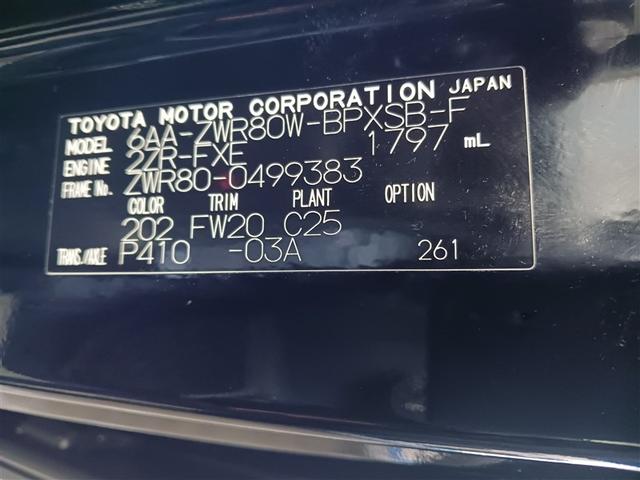 TOYOTA MOTOR CORPORATION JAPAN
MODEL 6AA-ZWR80W-BPXSB-F
ENGINE 2ZR-FXE 1797 mL
FRAME No. ZWR80-0499383
COLOR TRIM PLANT OPTION
202 FW20 C25
TRANS./AXLE P410 -03A 261